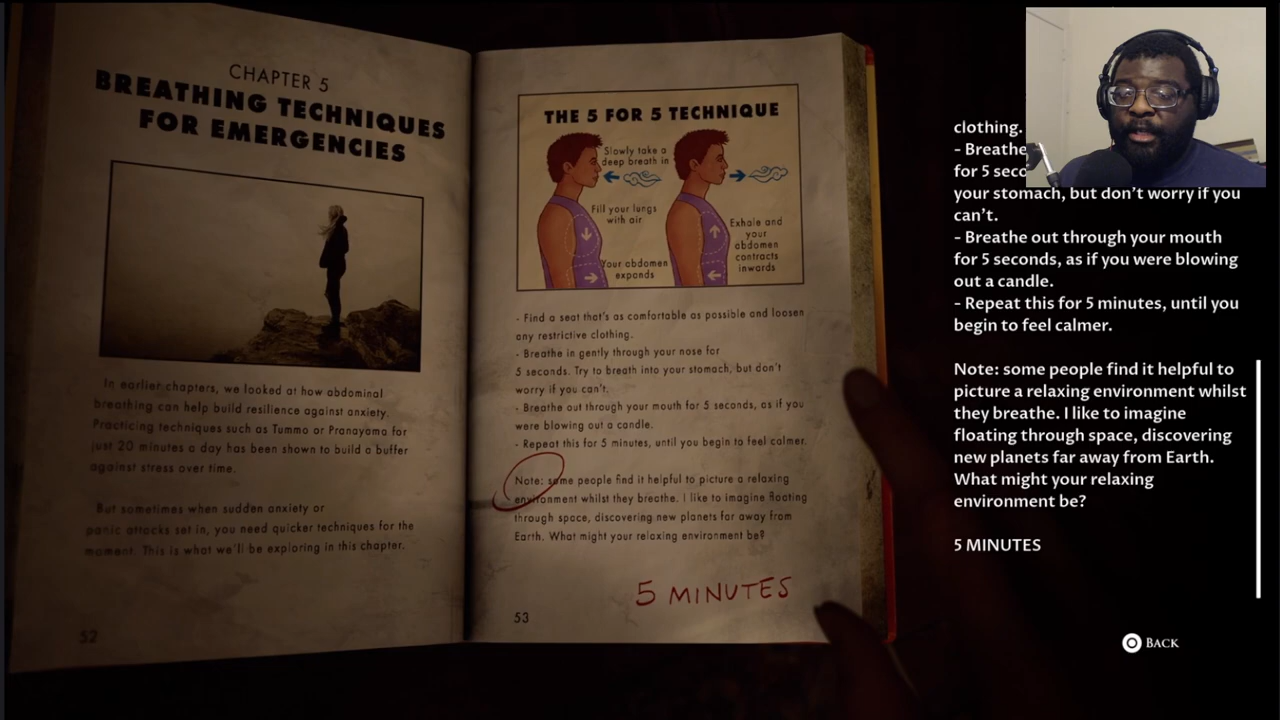 CHAPTER 5
BREATHING TECHNIQUES
FOR EMERGENCIES
In earlier chapters, we looked at how abdominal
breathing can help build resilience against anxiety.
Practicing techniques such as Tummo or Pranayama for
just 20 minutes a day has been shown to build a buffer
against stress over time.
But sometimes when sudden anxiety or
panic attacks set in, you need quicker techniques for the
moment. This is what we'll be exploring in this chapter.
52
THE 5 FOR 5 TECHNIQUE
Slowly take a
deep breath in
Fill your lungs
with air
Your abdomen
expands
Exhale and
your
abdomen
contracts
inwards
- Find a seat that's as comfortable as possible and loosen
any restrictive clothing.
- Breathe in gently through your nose for
5 seconds. Try to breath into your stomach, but don't
worry if you can't.
- Breathe out through your mouth for 5 seconds, as if you
were blowing out a candle.
- Repeat this for 5 minutes, until you begin to feel calmer.
Note: some people find it helpful to picture a relaxing
environment whilst they breathe. I like to imagine floating
through space, discovering new planets far away from
Earth. What might your relaxing environment be?
5 MINUTES
53
clothing.
- Breathe
for 5 seco
your stomach, but don't worry if you
can't.
- Breathe out through your mouth
for 5 seconds, as if you were blowing
out a candle.
- Repeat this for 5 minutes, until you
begin to feel calmer.
Note: some people find it helpful to
picture a relaxing environment whilst
they breathe. I like to imagine
floating through space, discovering
new planets far away from Earth.
What might your relaxing
environment be?
5 MINUTES
BACK